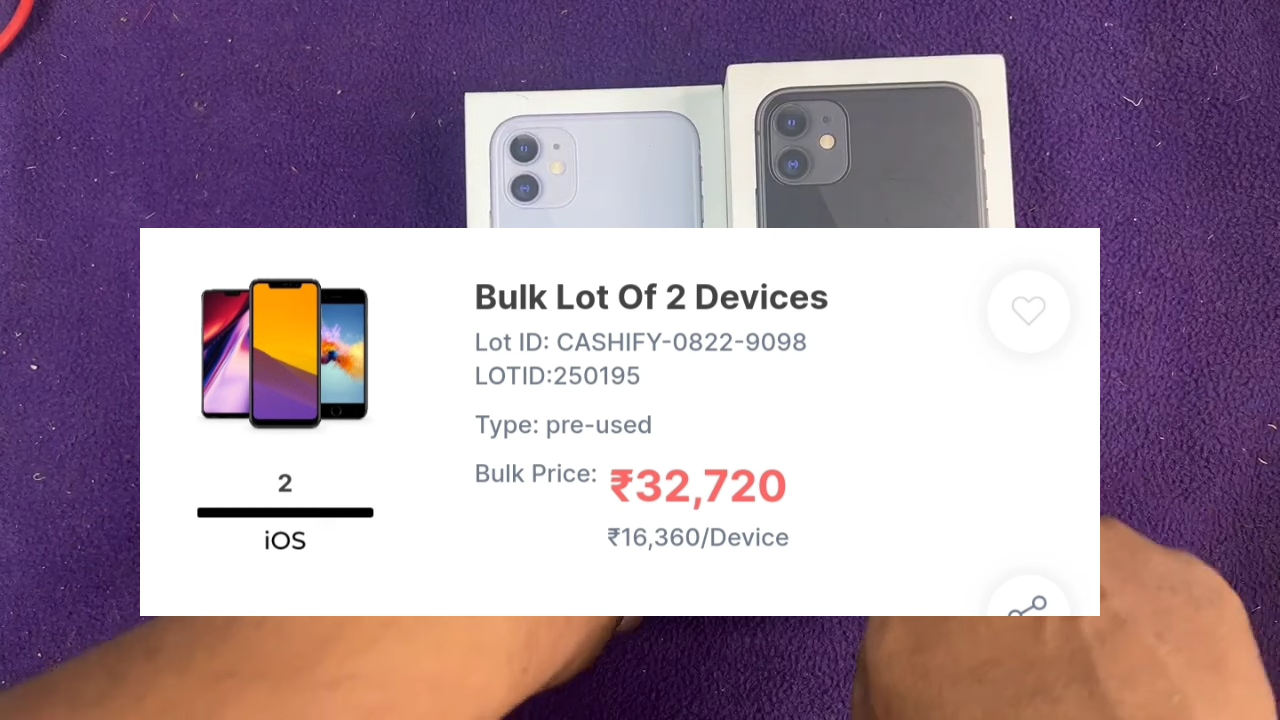 Bulk Lot Of 2 Devices
Lot ID: CASHIFY-0822-9098
LOTID:250195
Type: pre-used
Bulk Price: ₹32,720
₹16,360/Device
2
iOS